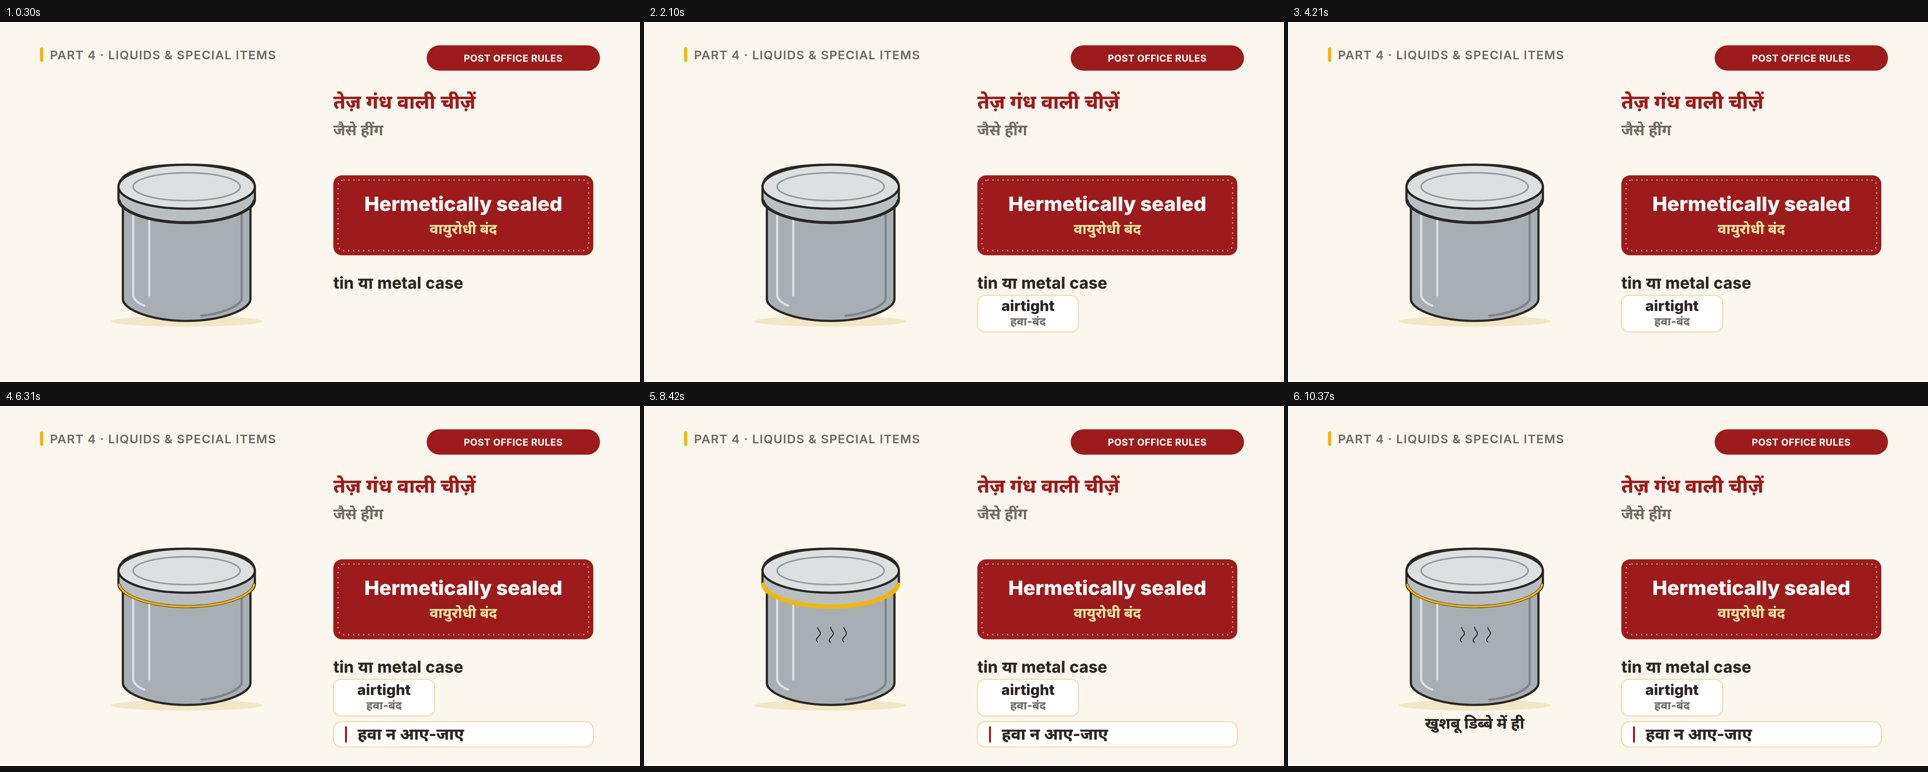 1. 0.30s
PART 4 · LIQUIDS & SPECIAL ITEMS
POST OFFICE RULES
तेज़ गंध वाली चीज़ें
जैसे हींग
Hermetically sealed
वायुरोधी बंद
tin या metal case
2. 2.10s
PART 4 · LIQUIDS & SPECIAL ITEMS
POST OFFICE RULES
तेज़ गंध वाली चीज़ें
जैसे हींग
Hermetically sealed
वायुरोधी बंद
tin या metal case
airtight
हवा-बंद
3. 4.21s
PART 4 · LIQUIDS & SPECIAL ITEMS
POST OFFICE RULES
तेज़ गंध वाली चीज़ें
जैसे हींग
Hermetically sealed
वायुरोधी बंद
tin या metal case
airtight
हवा-बंद
4. 6.31s
PART 4 · LIQUIDS & SPECIAL ITEMS
POST OFFICE RULES
तेज़ गंध वाली चीज़ें
जैसे हींग
Hermetically sealed
वायुरोधी बंद
tin या metal case
airtight
हवा-बंद
हवा न आए-जाए
5. 8.42s
PART 4 · LIQUIDS & SPECIAL ITEMS
POST OFFICE RULES
तेज़ गंध वाली चीज़ें
जैसे हींग
Hermetically sealed
वायुरोधी बंद
tin या metal case
airtight
हवा-बंद
हवा न आए-जाए
6. 10.37s
PART 4 · LIQUIDS & SPECIAL ITEMS
POST OFFICE RULES
तेज़ गंध वाली चीज़ें
जैसे हींग
Hermetically sealed
वायुरोधी बंद
tin या metal case
airtight
हवा-बंद
खुशबू डिब्बे में ही
हवा न आए-जाए